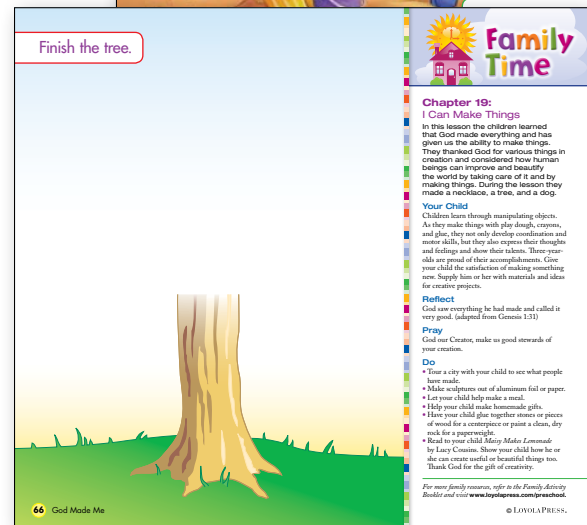 Finish the tree.
66 God Made Me
Family
Time
Chapter 19:
I Can Make Things
In this lesson the children learned
that God made everything and has
given us the ability to make things.
They thanked God for various things in
creation and considered how human
beings can improve and beautify
the world by taking care of it and by
making things. During the lesson they
made a necklace, a tree, and a dog.
Your Child
Children learn through manipulating objects.
As they make things with play dough, crayons,
and glue, they not only develop coordination and
motor skills, but they also express their thoughts
and feelings and show their talents. Three-year-
olds are proud of their accomplishments. Give
your child the satisfaction of making something
new. Supply him or her with materials and ideas
for creative projects.
Reflect
God saw everything he had made and called it
very good. (adapted from Genesis 1:31)
Pray
God our Creator, make us good stewards of
your creation.
Do
• Tour a city with your child to see what people
have made.
• Make sculptures out of aluminum foil or paper.
• Let your child help make a meal.
• Help your child make homemade gifts.
• Have your child glue together stones or pieces
of wood for a centerpiece or paint a clean, dry
rock for a paperweight.
• Read to your child Maisy Makes Lemonade
by Lucy Cousins. Show your child how he or
she can create useful or beautiful things too.
Thank God for the gift of creativity.
For more family resources, refer to the Family Activity
Booklet and visit www.loyolapress.com/preschool.
© LOYOLAPRESS.